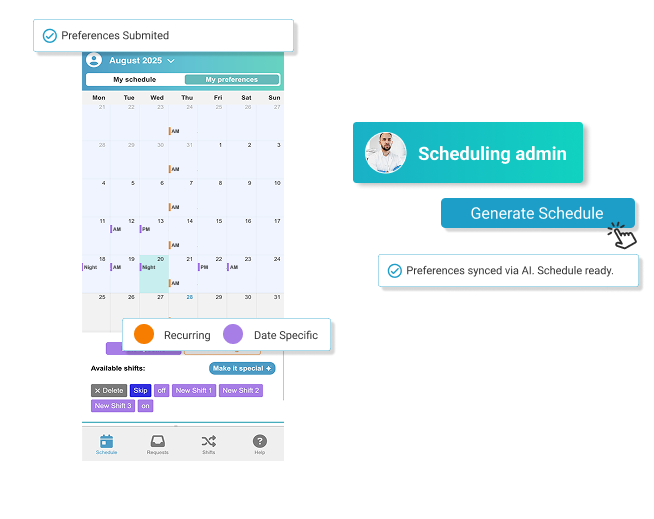 Preferences Submited
August 2025
My schedule My preferences
Mon Tue Wed Thu Fri Sat Sun
21 22 23 24 25 26 27
AM
28 29 30 31 1 2 3
AM
4 5 6 7 8 9 10
AM
11 12 13 14 15 16 17
AM PM
AM
18 19 20 21 22 23 24
Night AM Night PM AM
AM
25 26 27 28 29 30 31
Recurring Date Specific
Available shifts: Make it special +
× Delete Skip off New Shift 1 New Shift 2
New Shift 3 on
Schedule Requests Shifts ? Help
Scheduling admin
Generate Schedule
Preferences synced via AI. Schedule ready.